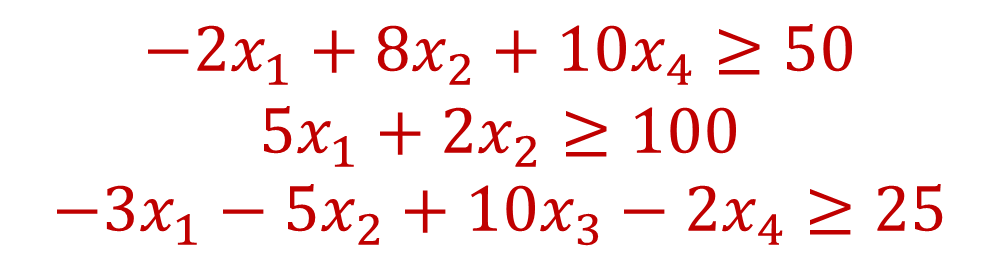 −2x₁ + 8x₂ + 10x₄ ≥ 50
5x₁ + 2x₂ ≥ 100
−3x₁ − 5x₂ + 10x₃ − 2x₄ ≥ 25